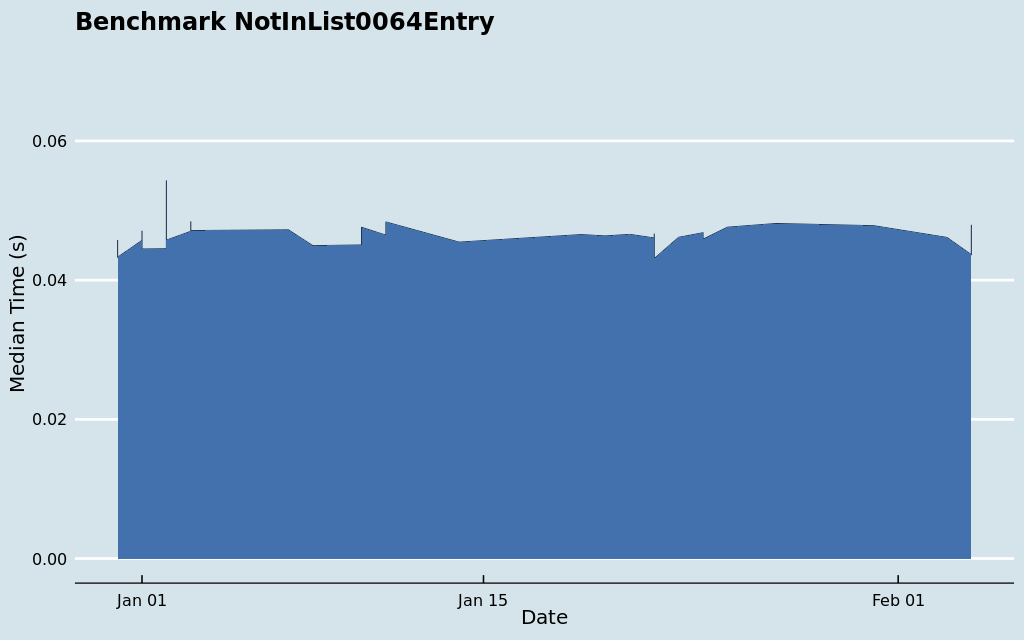 Benchmark NotInList0064Entry
0.06
0.04
0.02
0.00
Median Time (s)
Jan 01
Jan 15
Feb 01
Date